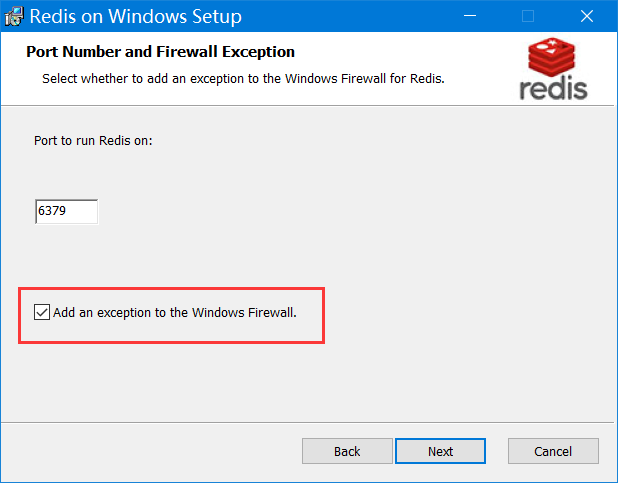 Redis on Windows Setup
Port Number and Firewall Exception
Select whether to add an exception to the Windows Firewall for Redis.
redis
Port to run Redis on:
6379
Add an exception to the Windows Firewall.
Back
Next
Cancel